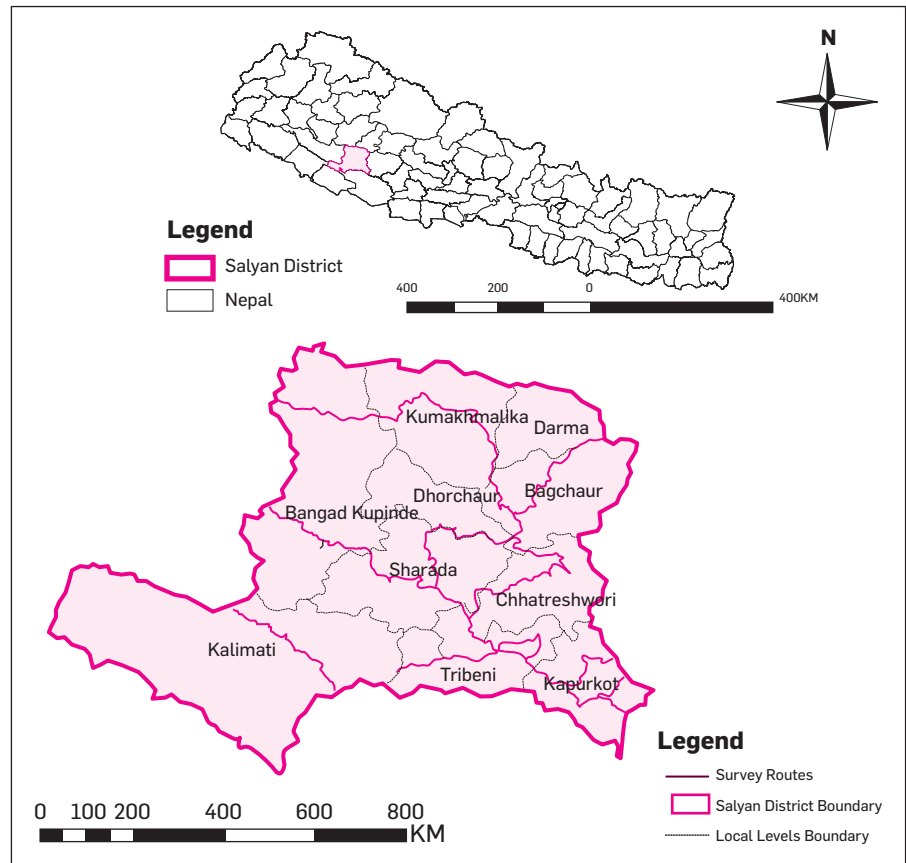 N
Legend
Salyan District
Nepal
400 200 0 400KM
Kumakhmalika
Darma
Dhorchaur
Bagchaur
Bangad Kupinde
Sharada
Chhatreshwori
Kalimati
Tribeni
Kapurkot
Legend
Survey Routes
Salyan District Boundary
Local Levels Boundary
0 100 200 400 600 800
KM